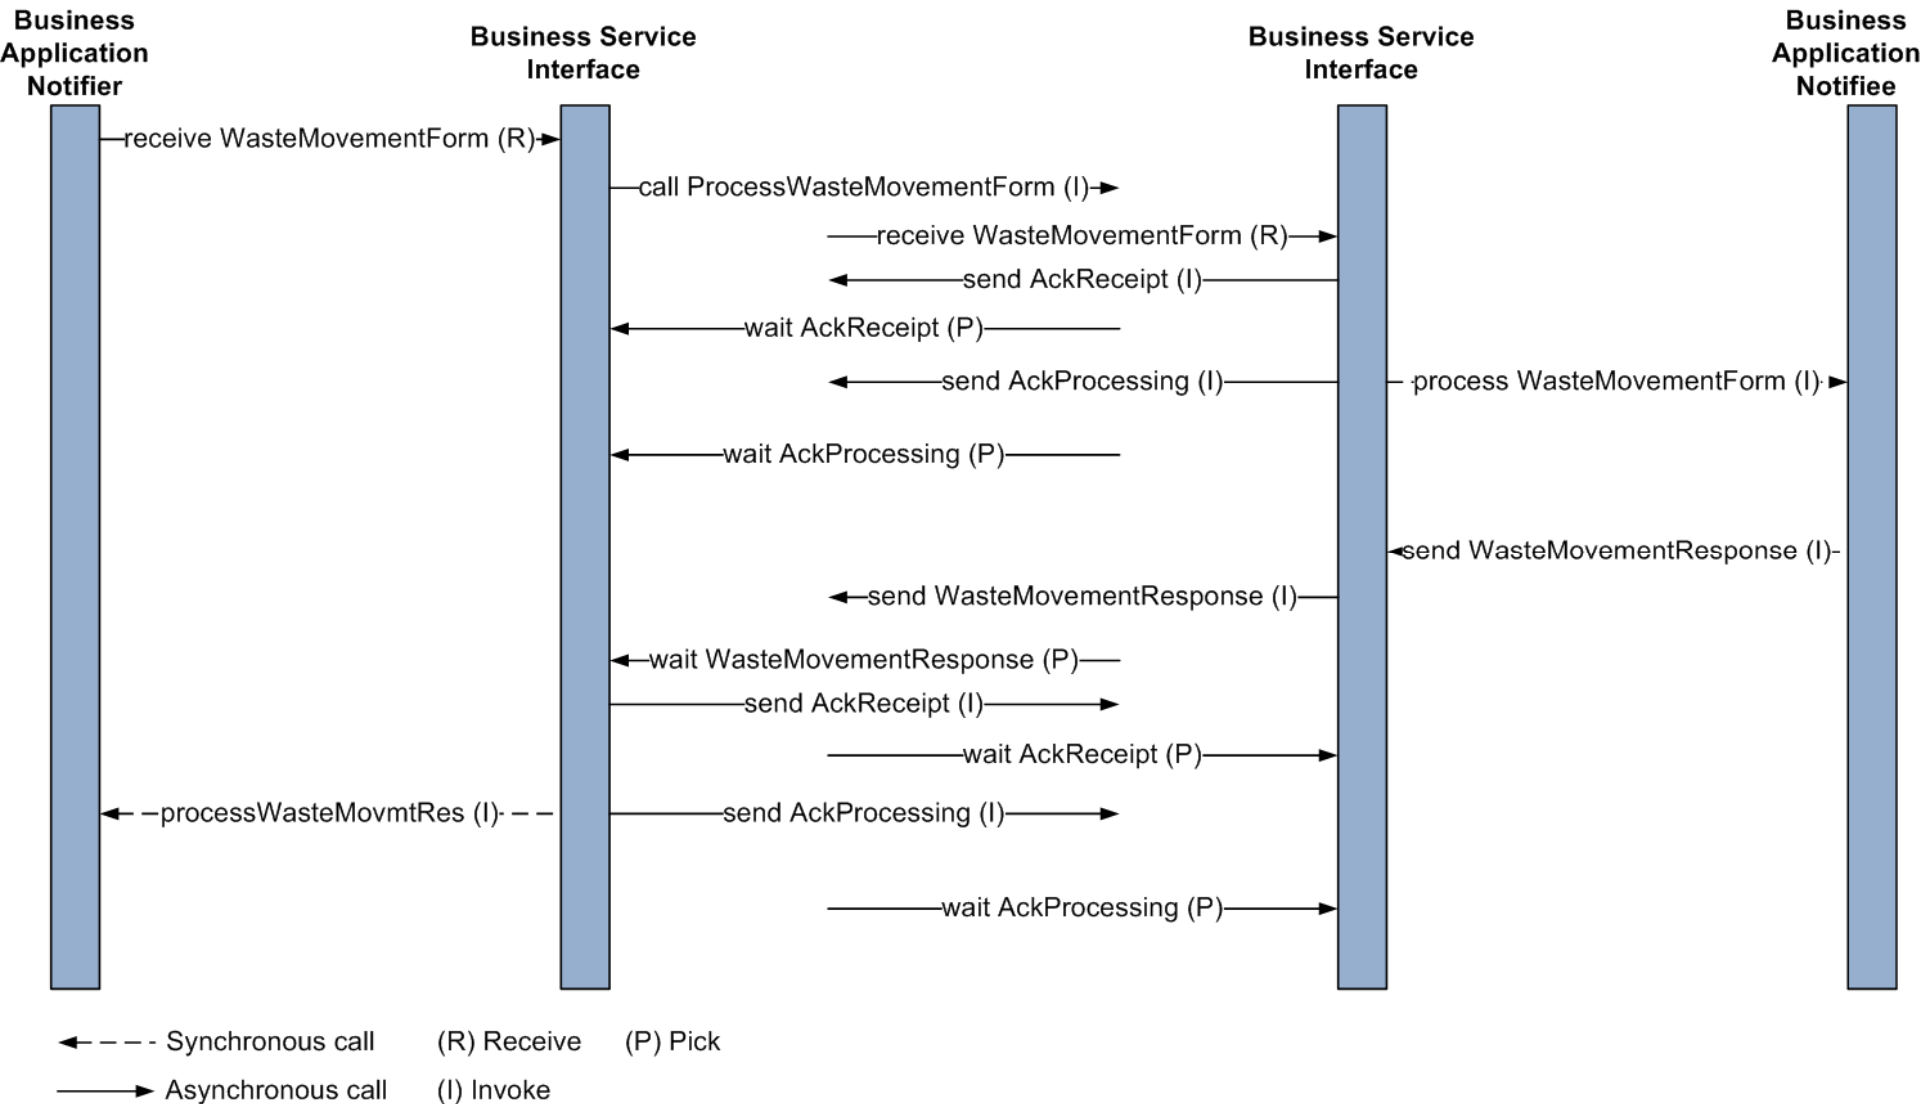 Business
Application
Notifier
Business Service
Interface
Business Service
Interface
Business
Application
Notifiee
receive WasteMovementForm (R)
call ProcessWasteMovementForm (I)
receive WasteMovementForm (R)
send AckReceipt (I)
wait AckReceipt (P)
send AckProcessing (I)
process WasteMovementForm (I)
wait AckProcessing (P)
send WasteMovementResponse (I)
send WasteMovementResponse (I)
wait WasteMovementResponse (P)
send AckReceipt (I)
wait AckReceipt (P)
processWasteMovmtRes (I)
send AckProcessing (I)
wait AckProcessing (P)
Synchronous call (R) Receive (P) Pick
Asynchronous call (I) Invoke